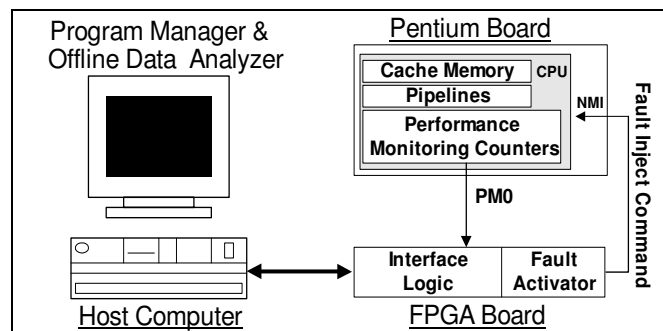 Program Manager &
Offline Data Analyzer
Pentium Board
Cache Memory
CPU
Pipelines
Performance
Monitoring Counters
NMI
Fault Inject Command
PM0
Interface
Logic
Fault
Activator
Host Computer
FPGA Board